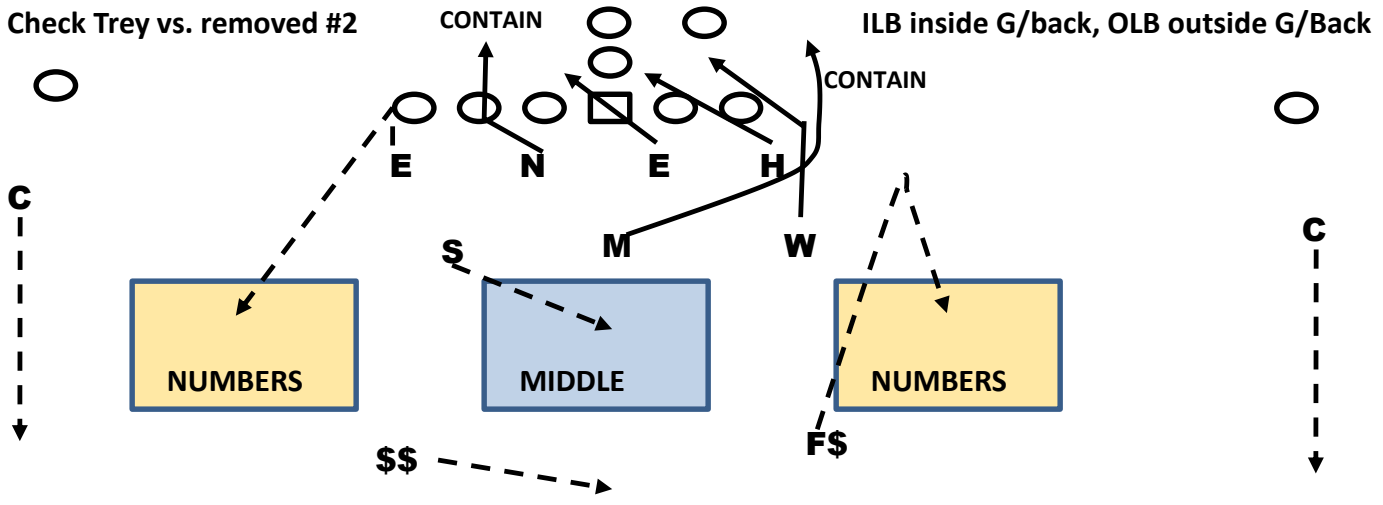 Check Trey vs. removed #2
CONTAIN
ILB inside G/back, OLB outside G/Back
CONTAIN
E N E H
C
S M W C
NUMBERS MIDDLE NUMBERS
$$ F$